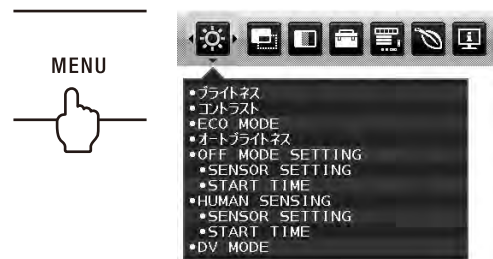 MENU
•ブライトネス
•コントラスト
•ECO MODE
•オートブライトネス
•OFF MODE SETTING
•SENSOR SETTING
•START TIME
•HUMAN SENSING
•SENSOR SETTING
•START TIME
•DV MODE